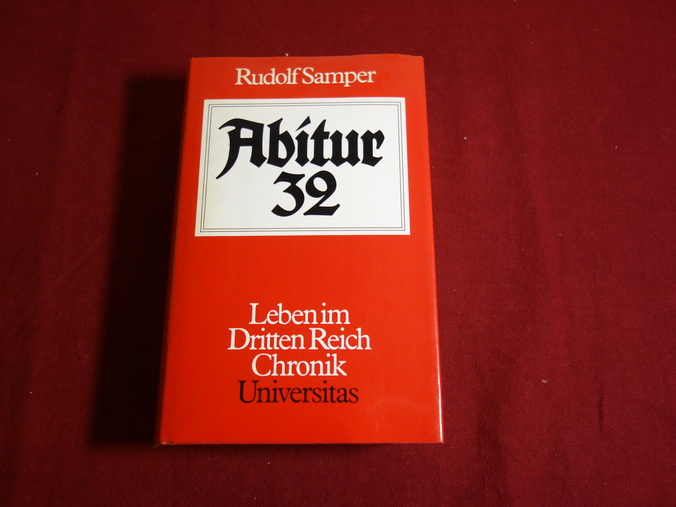 Rudolf Samper
Abitur
32
Leben im
Dritten Reich
Chronik
Universitas